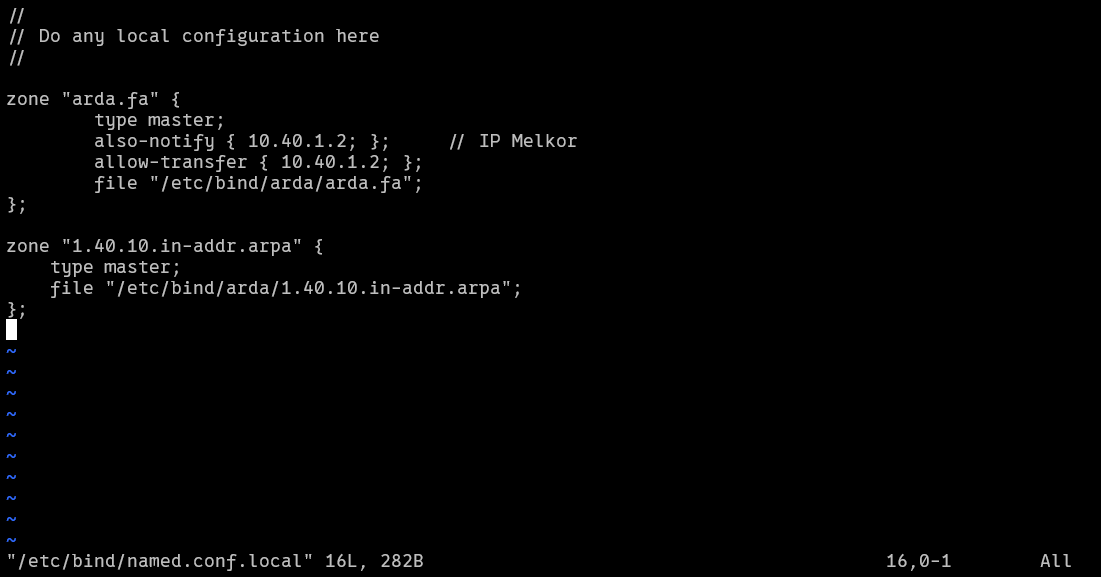 //
// Do any local configuration here
//

zone "arda.fa" {
        type master;
        also-notify { 10.40.1.2; };     // IP Melkor
        allow-transfer { 10.40.1.2; };
        file "/etc/bind/arda/arda.fa";
};

zone "1.40.10.in-addr.arpa" {
    type master;
    file "/etc/bind/arda/1.40.10.in-addr.arpa";
};

~
~
~
~
~
~
~
~
~
~
"/etc/bind/named.conf.local" 16L, 282B                                          16,0-1        All